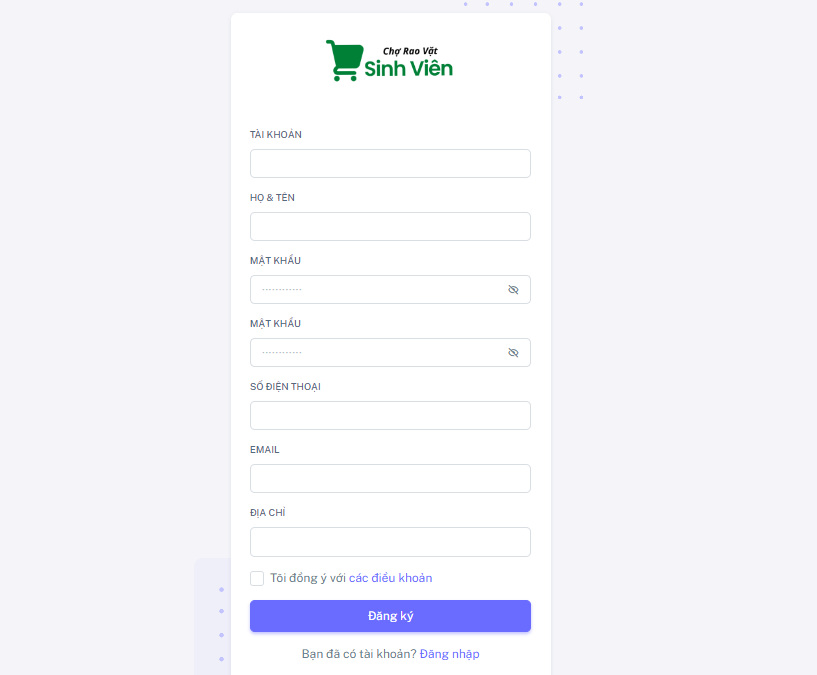 Chợ Rao Vặt
Sinh Viên
TÀI KHOẢN
HỌ & TÊN
MẬT KHẨU
············
MẬT KHẨU
············
SỐ ĐIỆN THOẠI
EMAIL
ĐỊA CHỈ
Tôi đồng ý với các điều khoản
Đăng ký
Bạn đã có tài khoản? Đăng nhập